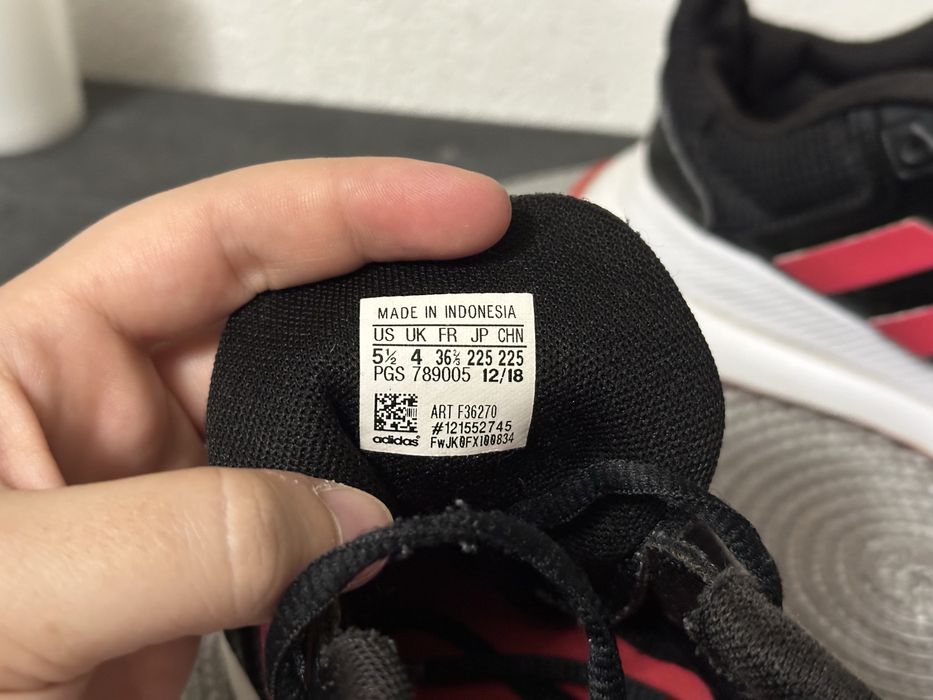 MADE IN INDONESIA
US UK FR JP CHN
5½ 4 36⅔ 225 225
PGS 789005 12/18
ART F36270
#121552745
adidas® FwJK0FX100834